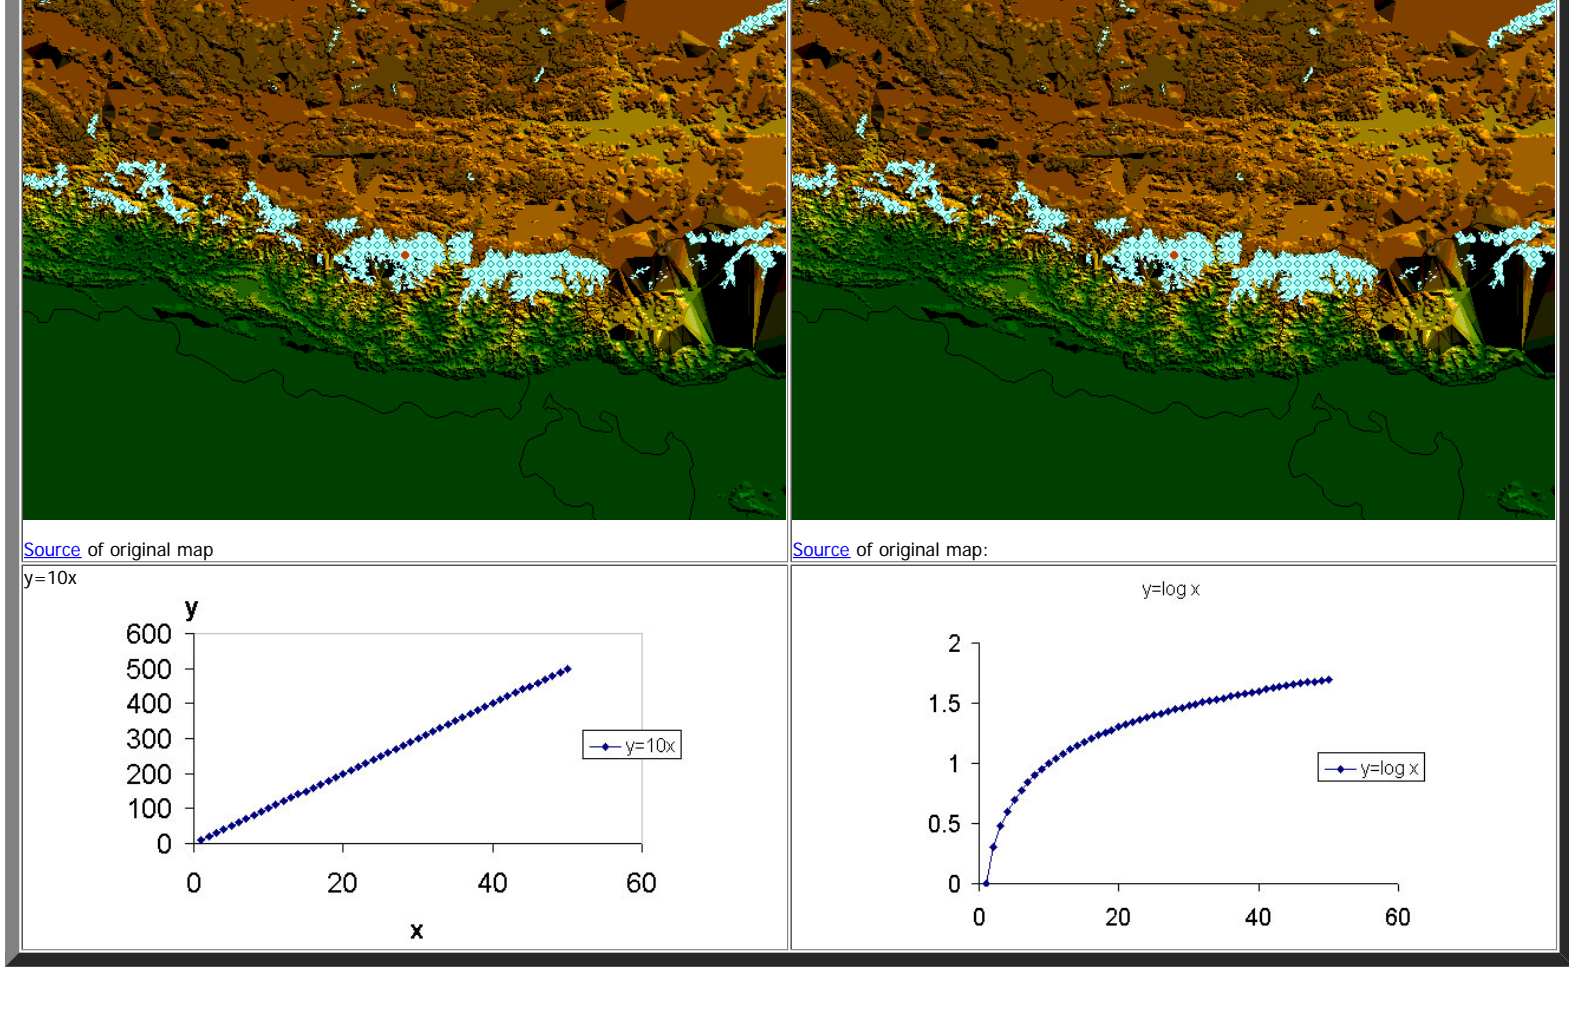 Source of original map
Source of original map:
y=10x
y
600
500
400
300
200
100
0
0 20 40 60
x
y=10x
y=log x
2
1.5
1
0.5
0
0 20 40 60
y=log x